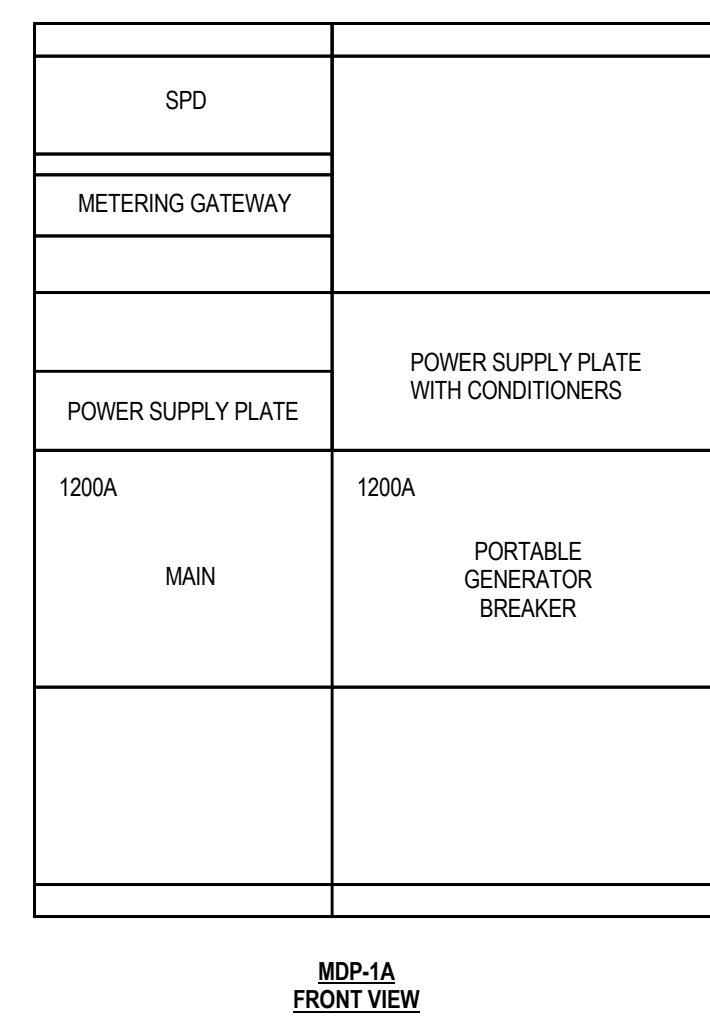 SPD
METERING GATEWAY
POWER SUPPLY PLATE
WITH CONDITIONERS
POWER SUPPLY PLATE
1200A
1200A
MAIN
PORTABLE
GENERATOR
BREAKER
MDP-1A
FRONT VIEW